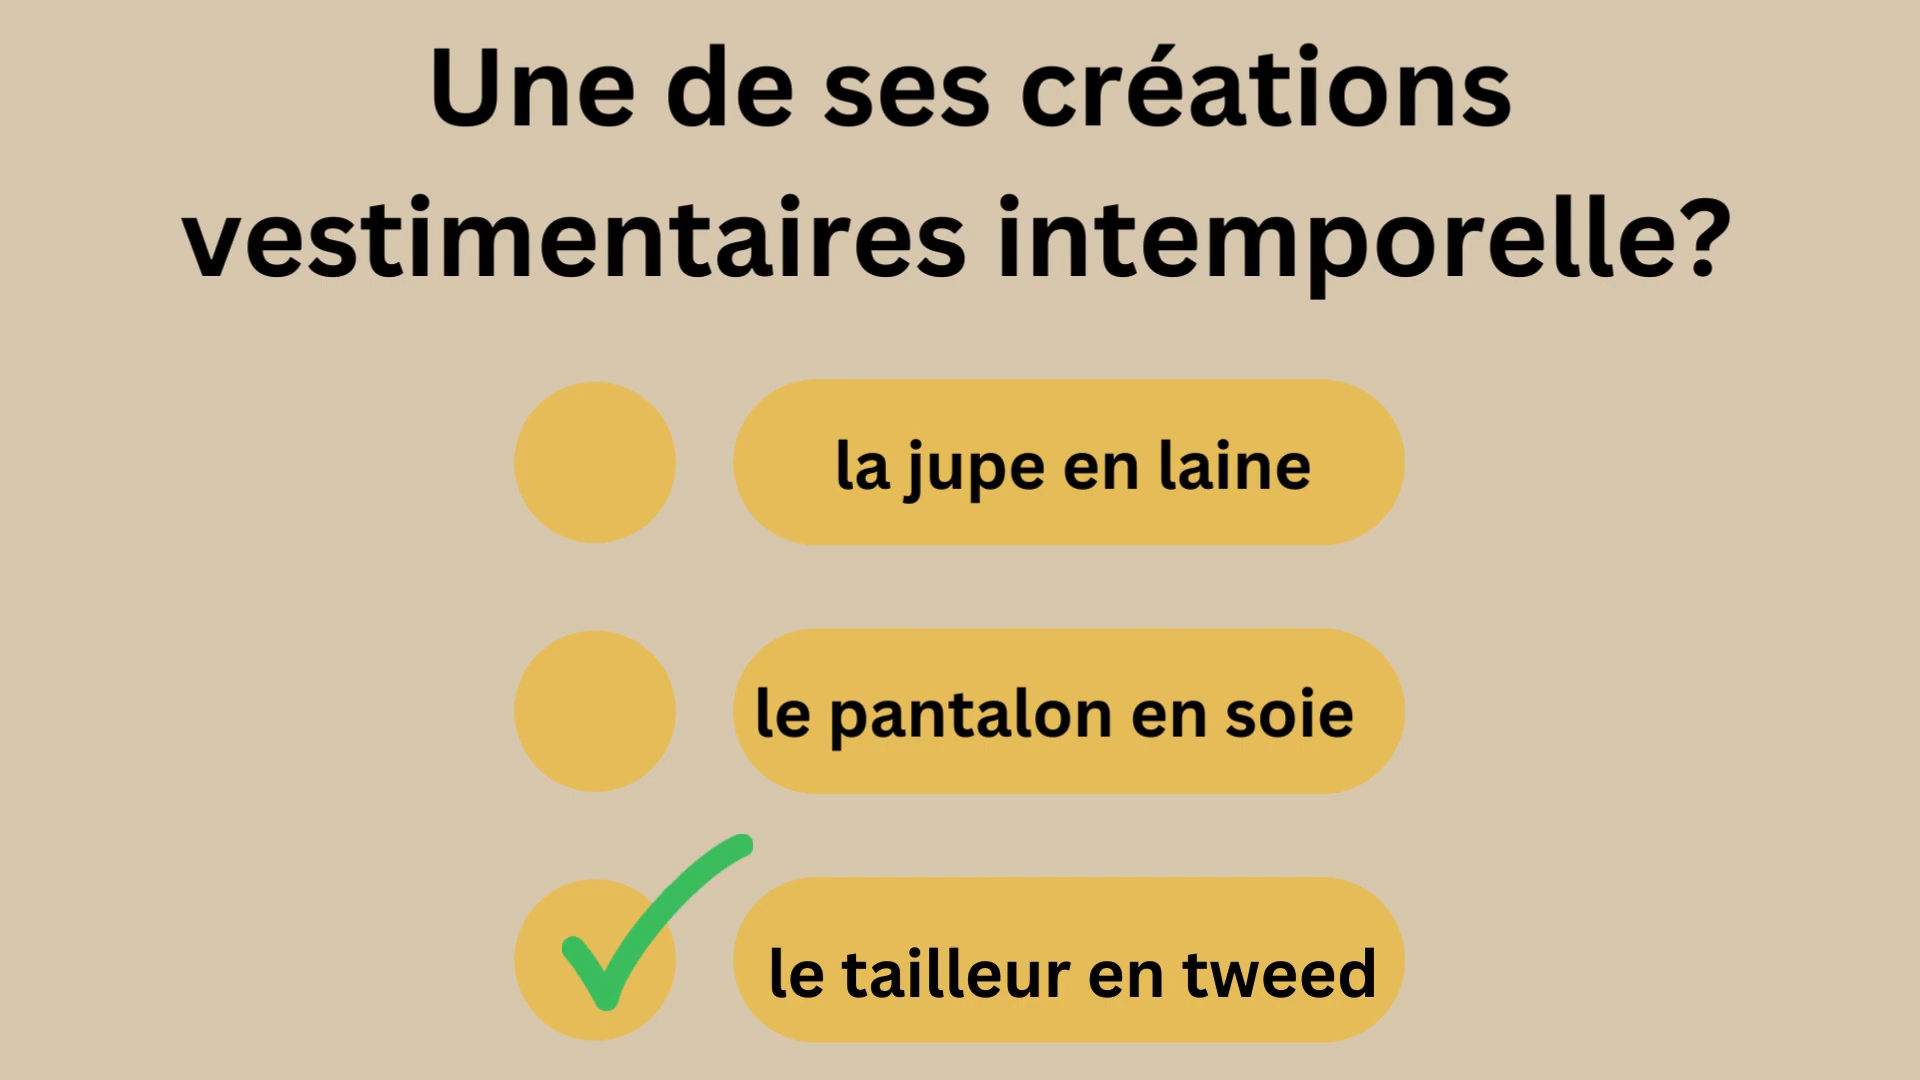 Une de ses créations
vestimentaires intemporelle?
la jupe en laine
le pantalon en soie
le tailleur en tweed